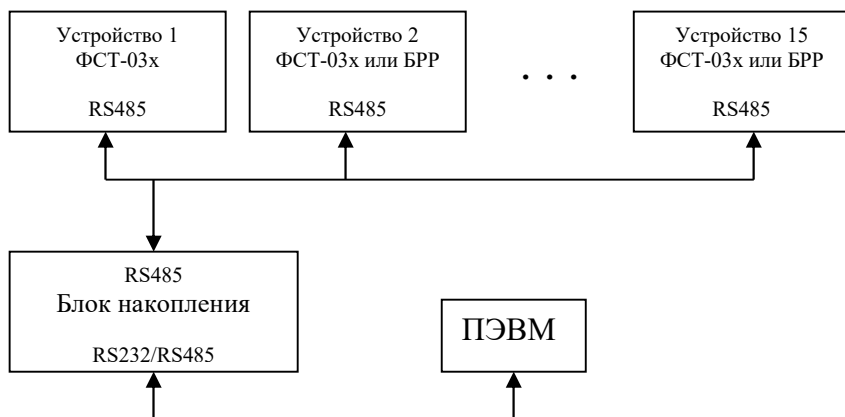 Устройство 1
ФСТ-03х
RS485
Устройство 2
ФСТ-03х или БРР
RS485
. . .
Устройство 15
ФСТ-03х или БРР
RS485
RS485
Блок накопления
RS232/RS485
ПЭВМ